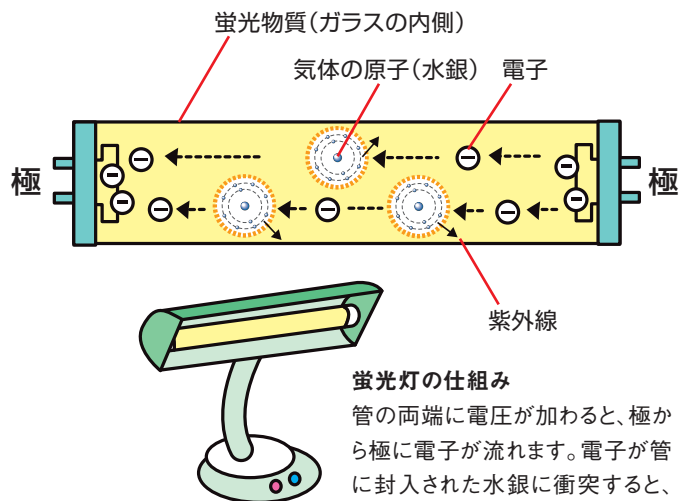 蛍光物質（ガラスの内側）
気体の原子（水銀） 電子
極 極
紫外線
蛍光灯の仕組み
管の両端に電圧が加わると、極か
ら極に電子が流れます。電子が管
に封入された水銀に衝突すると、